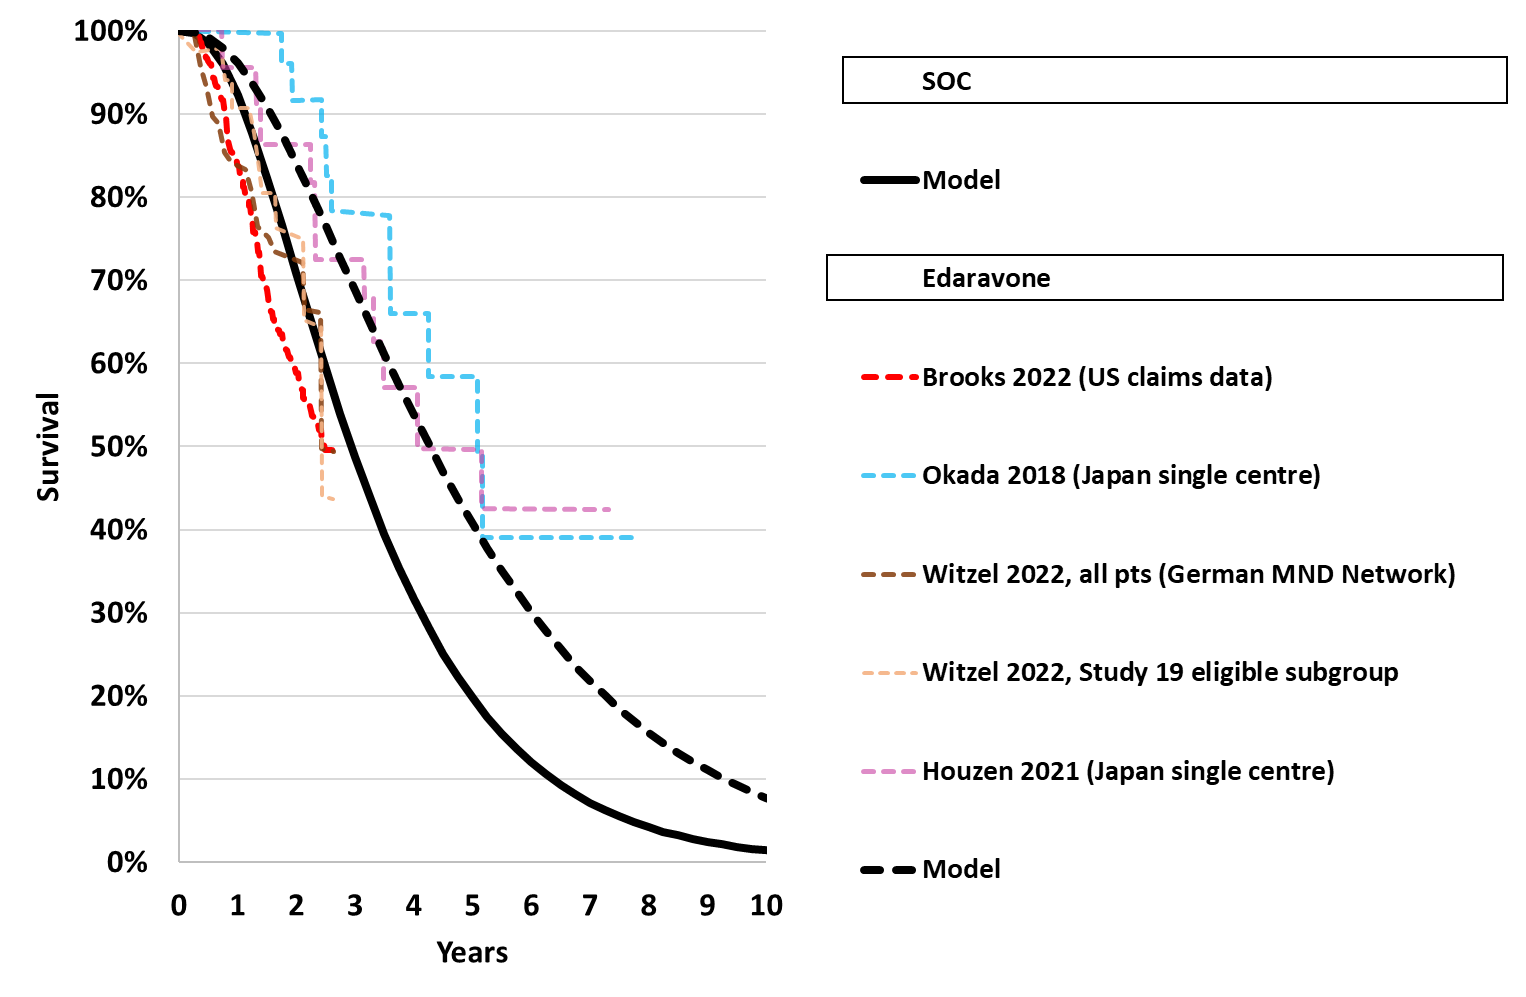 100%
90%
80%
70%
60%
50%
40%
30%
20%
10%
0%
Survival
0 1 2 3 4 5 6 7 8 9 10
Years
SOC
Model
Edaravone
Brooks 2022 (US claims data)
Okada 2018 (Japan single centre)
Witzel 2022, all pts (German MND Network)
Witzel 2022, Study 19 eligible subgroup
Houzen 2021 (Japan single centre)
Model